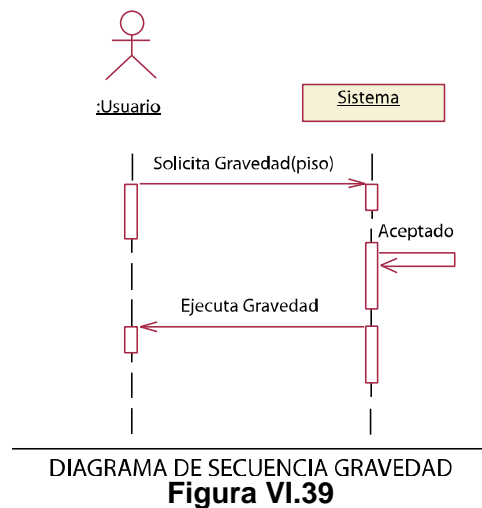 :Usuario
Sistema
Solicita Gravedad(piso)
Aceptado
Ejecuta Gravedad
DIAGRAMA DE SECUENCIA GRAVEDAD
Figura VI.39